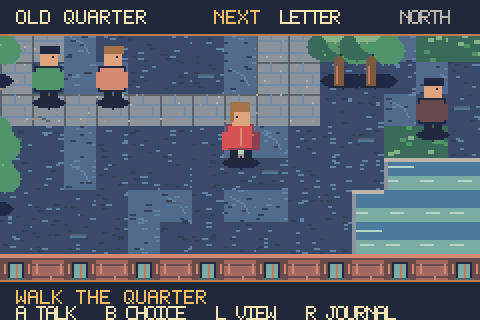 OLD QUARTER NEXT LETTER NORTH
WALK THE QUARTER
A TALK B CHOICE L VIEW R JOURNAL